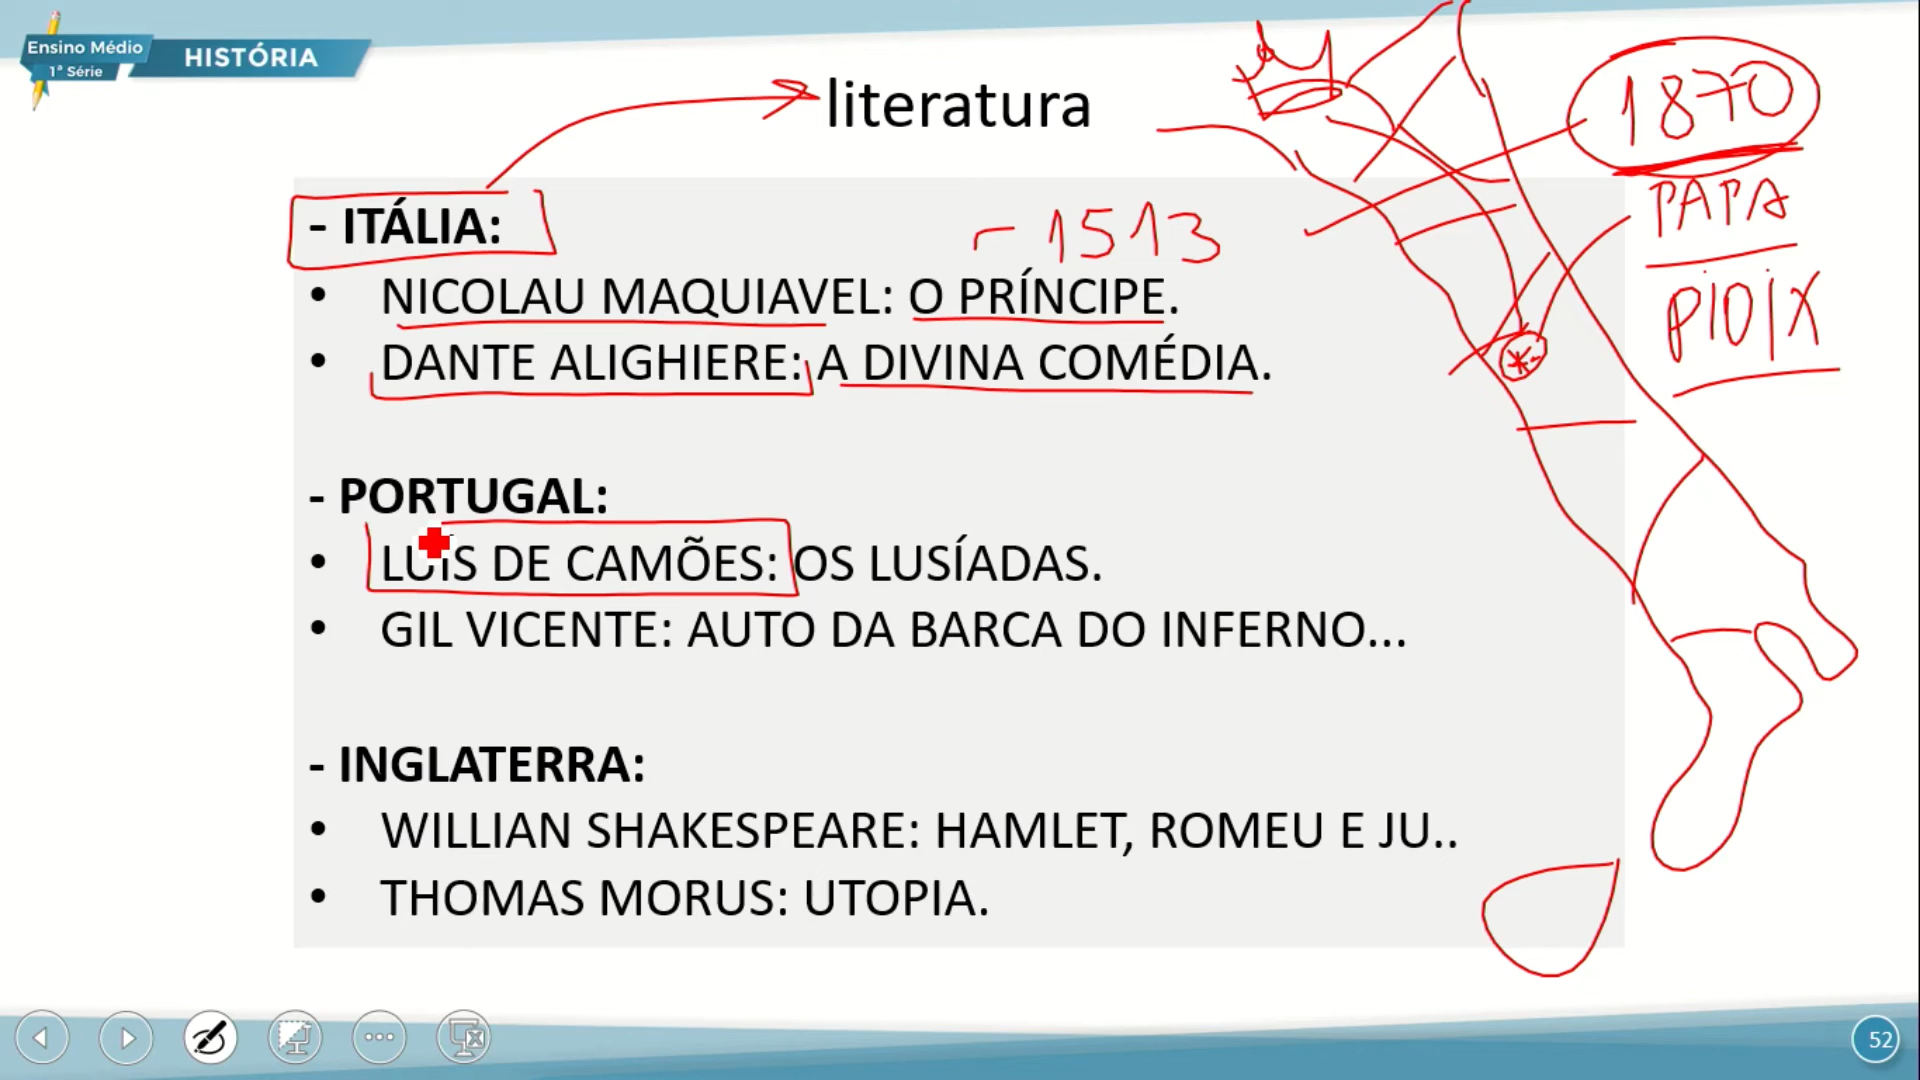 Ensino Médio
1ª Série
HISTÓRIA
literatura
1870
PAPA
PIO IX
- ITÁLIA:
- 1513
• NICOLAU MAQUIAVEL: O PRÍNCIPE.
• DANTE ALIGHIERE: A DIVINA COMÉDIA.
- PORTUGAL:
• LUIS DE CAMÕES: OS LUSÍADAS.
• GIL VICENTE: AUTO DA BARCA DO INFERNO...
- INGLATERRA:
• WILLIAN SHAKESPEARE: HAMLET, ROMEU E JU..
• THOMAS MORUS: UTOPIA.
52